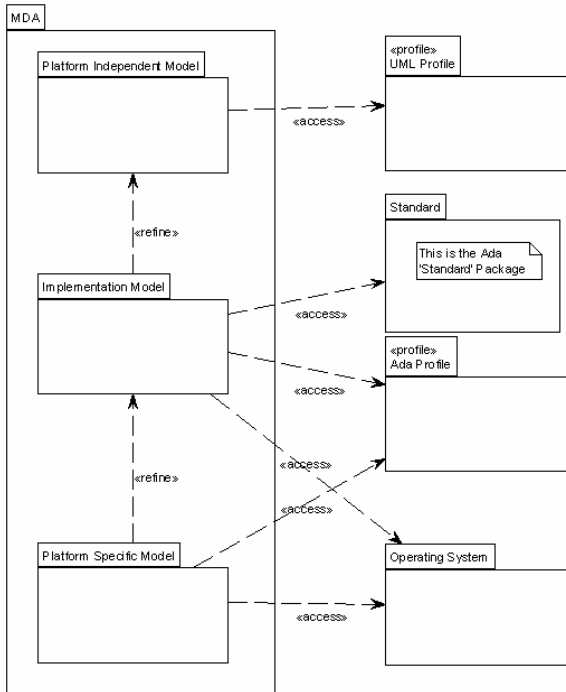 MDA
Platform Independent Model
«profile»
UML Profile
«access»
Standard
«refine»
This is the Ada
'Standard' Package
Implementation Model
«access»
«profile»
Ada Profile
«access»
«access»
«refine»
«access»
Platform Specific Model
Operating System
«access»